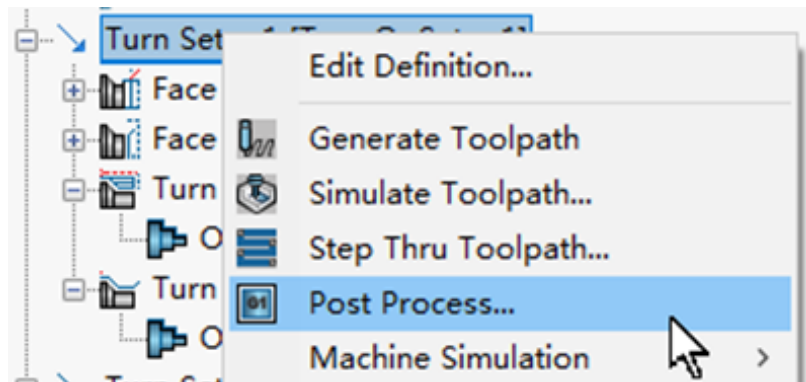 Turn Set
Edit Definition...
Face
Generate Toolpath
Face
Simulate Toolpath...
Turn
Step Thru Toolpath...
O
Post Process...
Turn
Machine Simulation
O